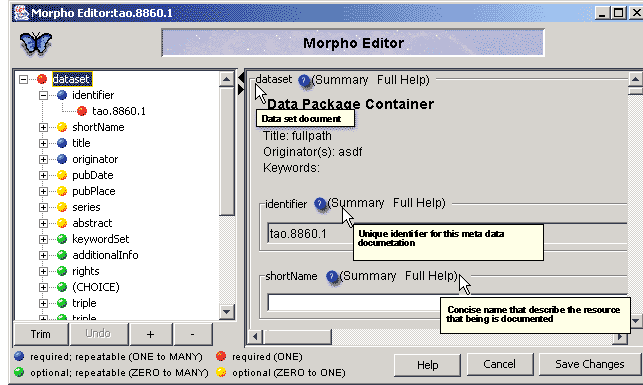 Morpho Editor:tao.8860.1
Morpho Editor
dataset
identifier
tao.8860.1
shortName
title
originator
pubDate
pubPlace
series
abstract
keywordSet
additionalInfo
rights
(CHOICE)
triple
triple
Trim
Undo
+
-
dataset ? (Summary Full Help)
Data Package Container
Data set document
Title: fullpath
Originator(s): asdf
Keywords:
identifier ? (Summary Full Help)
tao.8860.1
Unique identifier for this meta data
documetation
shortName ? (Summary Full Help)
Concise name that describe the resource
that being is documented
required; repeatable (ONE to MANY)
required (ONE)
optional; repeatable (ZERO to MANY)
optional (ZERO to ONE)
Help
Cancel
Save Changes